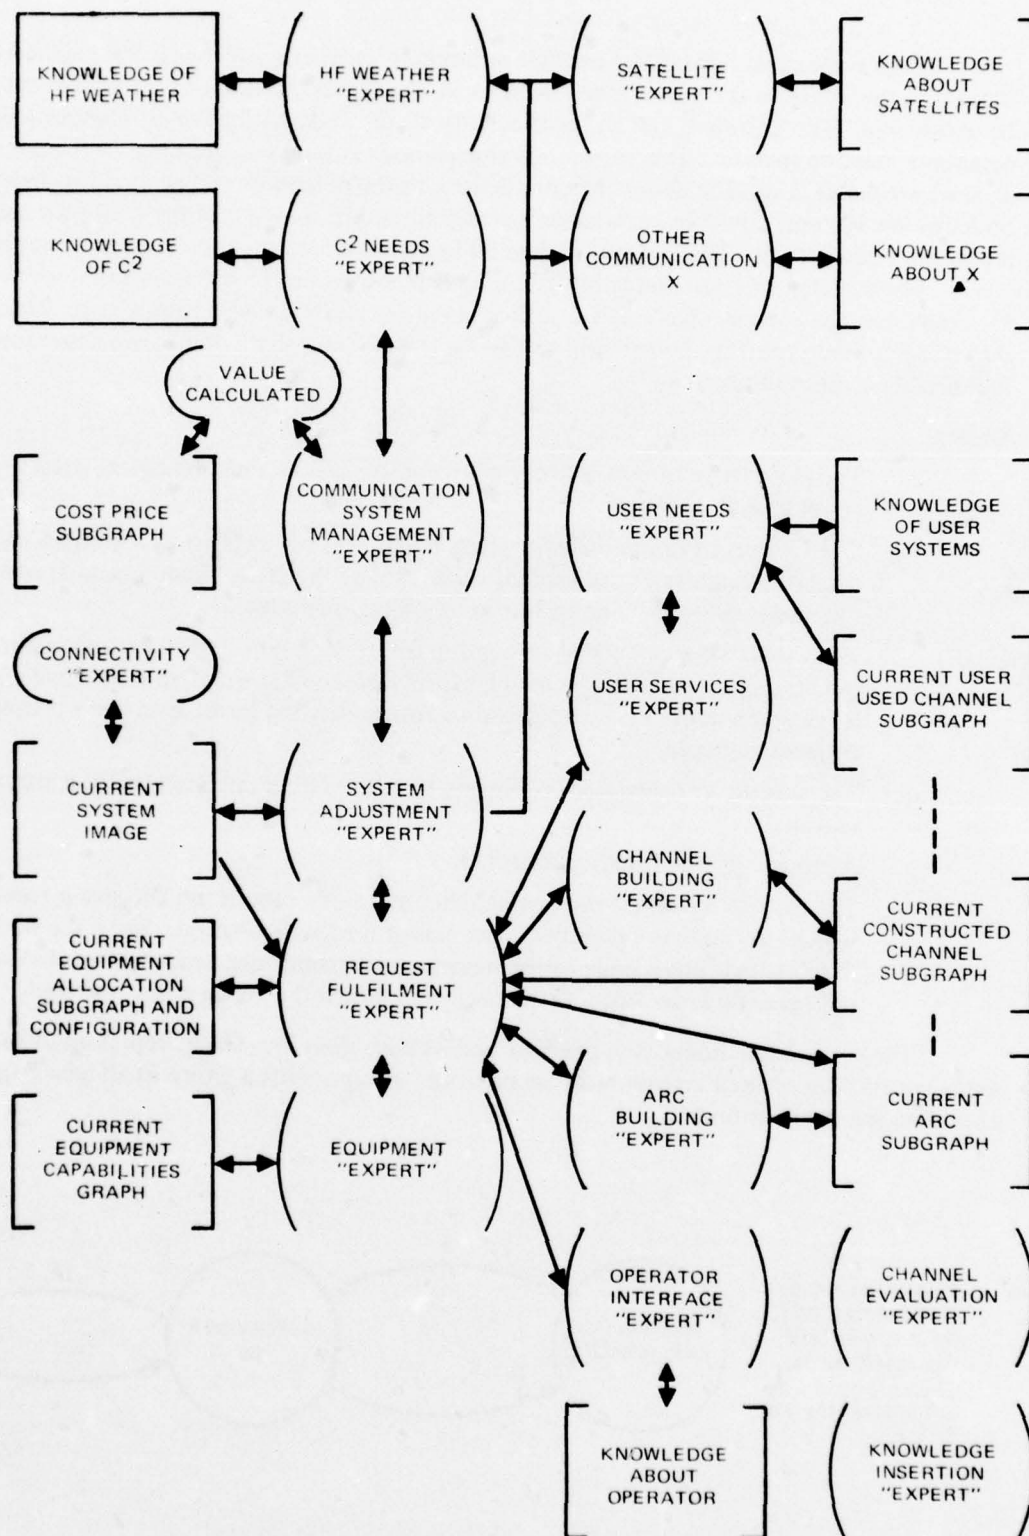 KNOWLEDGE OF
HF WEATHER
HF WEATHER
"EXPERT"
SATELLITE
"EXPERT"
KNOWLEDGE
ABOUT
SATELLITES
KNOWLEDGE
OF C2
C2 NEEDS
"EXPERT"
OTHER
COMMUNICATION
X
KNOWLEDGE
ABOUT X
VALUE
CALCULATED
COST PRICE
SUBGRAPH
COMMUNICATION
SYSTEM
MANAGEMENT
"EXPERT"
USER NEEDS
"EXPERT"
KNOWLEDGE
OF USER
SYSTEMS
CONNECTIVITY
"EXPERT"
USER SERVICES
"EXPERT"
CURRENT USER
USED CHANNEL
SUBGRAPH
CURRENT
SYSTEM
IMAGE
SYSTEM
ADJUSTMENT
"EXPERT"
CHANNEL
BUILDING
"EXPERT"
CURRENT
CONSTRUCTED
CHANNEL
SUBGRAPH
CURRENT
EQUIPMENT
ALLOCATION
SUBGRAPH AND
CONFIGURATION
REQUEST
FULFILMENT
"EXPERT"
ARC
BUILDING
"EXPERT"
CURRENT
ARC
SUBGRAPH
CURRENT
EQUIPMENT
CAPABILITIES
GRAPH
EQUIPMENT
"EXPERT"
OPERATOR
INTERFACE
"EXPERT"
CHANNEL
EVALUATION
"EXPERT"
KNOWLEDGE
ABOUT
OPERATOR
KNOWLEDGE
INSERTION
"EXPERT"